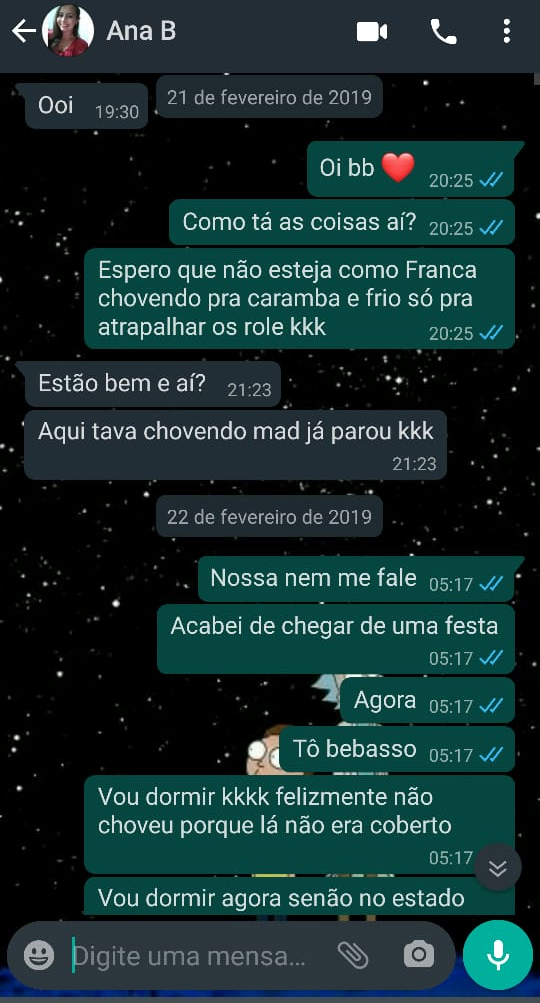 Ana B
21 de fevereiro de 2019
Ooi 19:30
Oi bb ❤️ 20:25
Como tá as coisas aí? 20:25
Espero que não esteja como Franca
chovendo pra caramba e frio só pra
atrapalhar os role kkk 20:25
Estão bem e aí? 21:23
Aqui tava chovendo mad já parou kkk
21:23
22 de fevereiro de 2019
Nossa nem me fale 05:17
Acabei de chegar de uma festa
05:17
Agora 05:17
Tô bebasso 05:17
Vou dormir kkkk felizmente não
choveu porque lá não era coberto
05:17
Vou dormir agora senão no estado
Digite uma mensa...